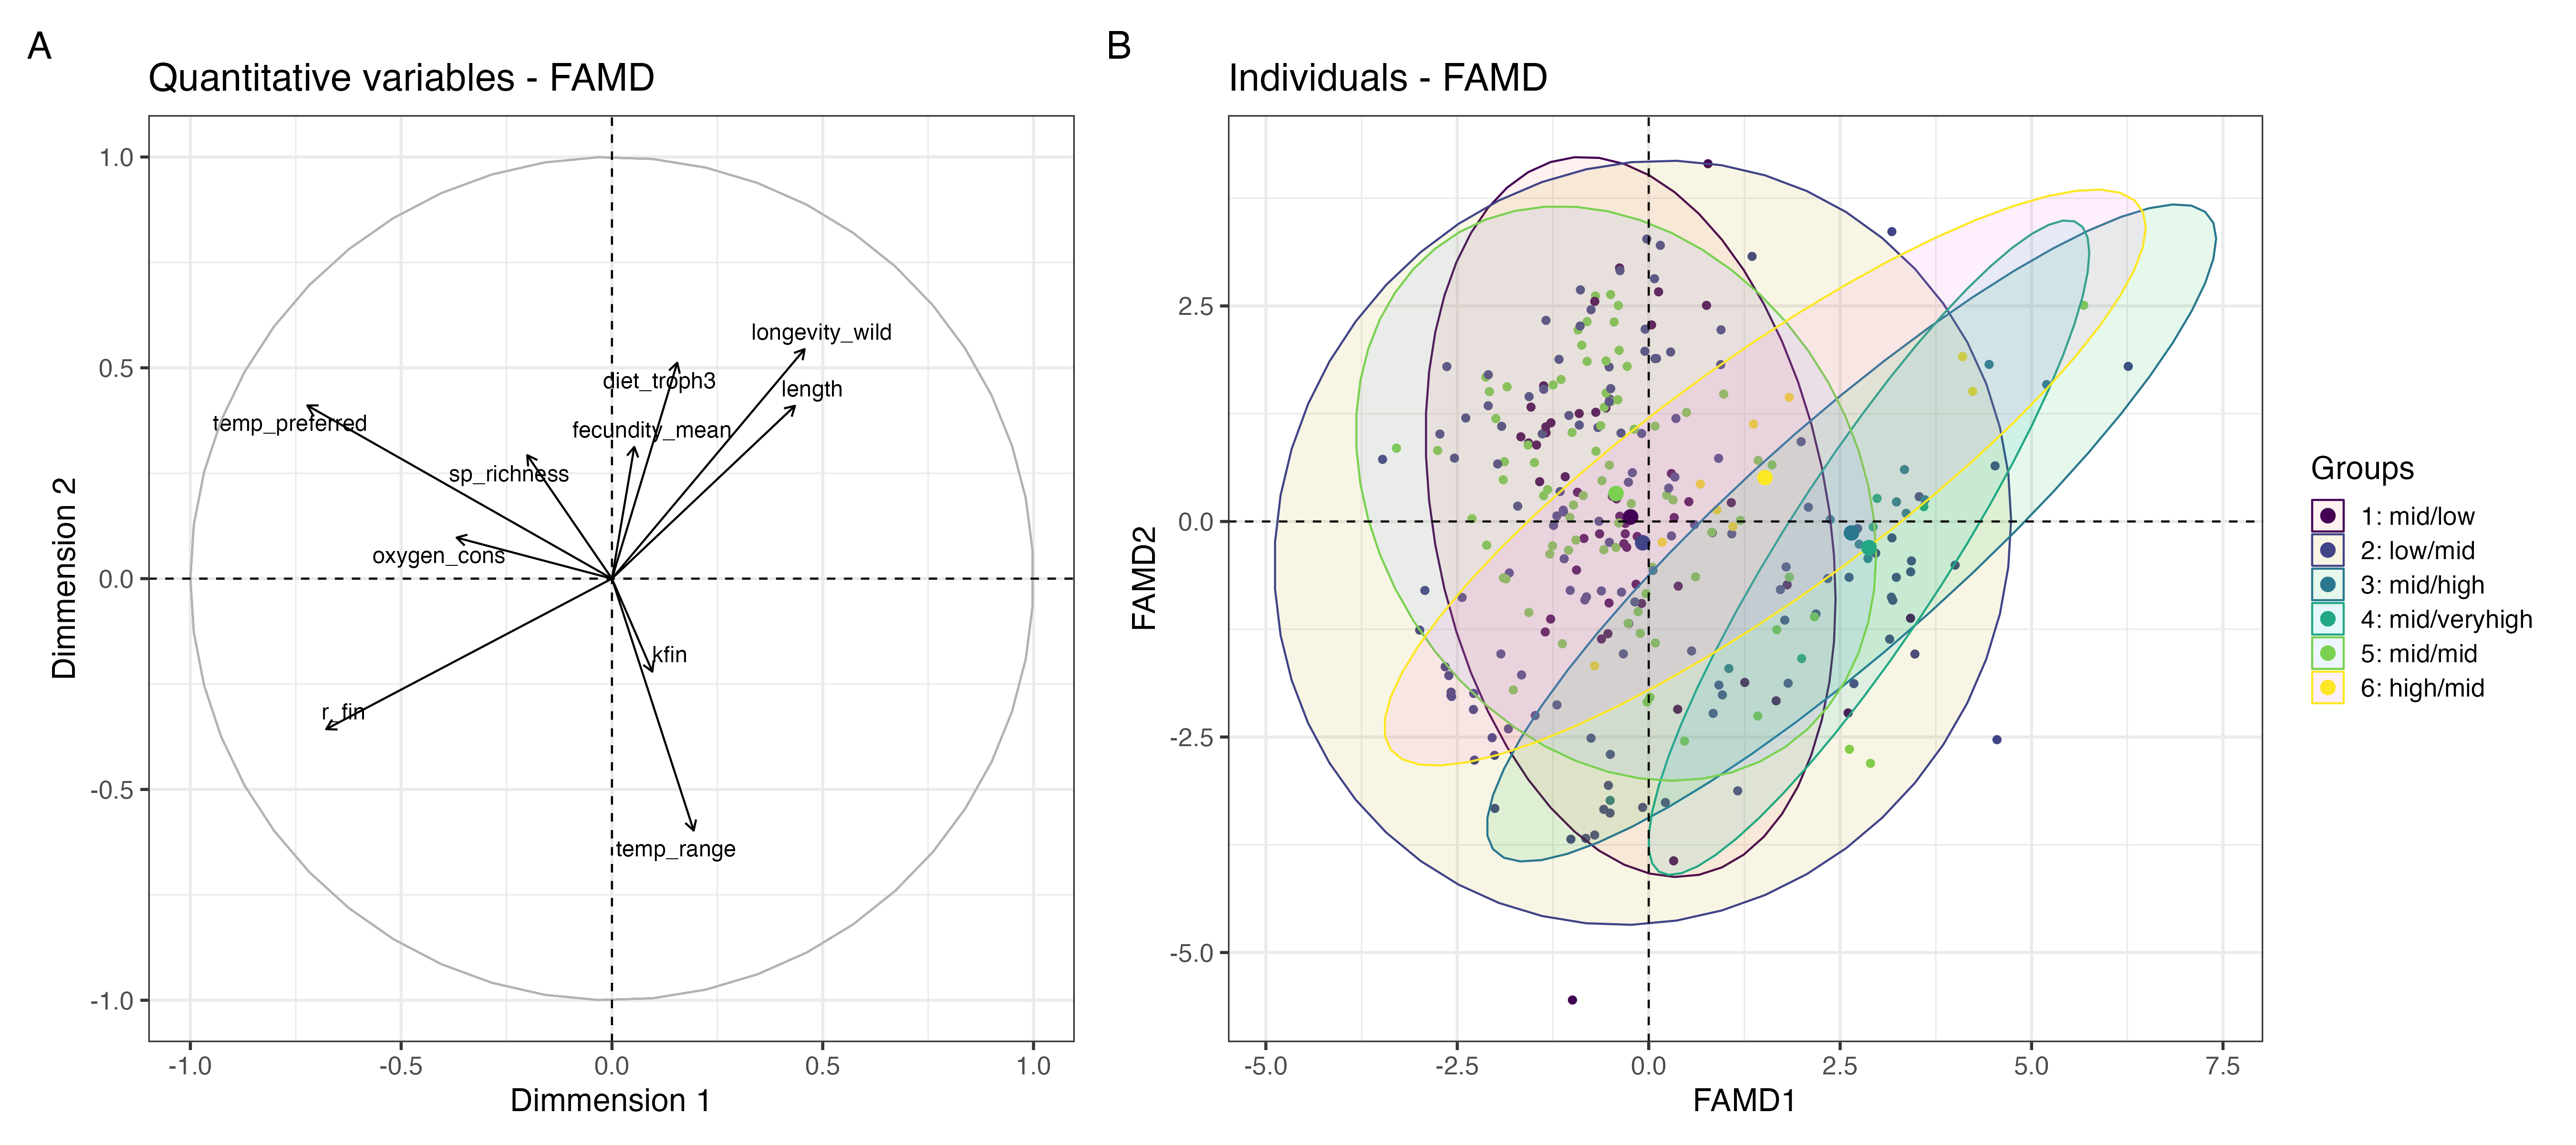 A
Quantitative variables - FAMD
1.0
0.5
0.0
-0.5
-1.0
Dimmension 2
longevity_wild
diet_troph3
length
temp_preferred
fecundity_mean
sp_richness
oxygen_cons
kfin
r_fin
temp_range
-1.0
-0.5
0.0
0.5
1.0
Dimmension 1
B
Individuals - FAMD
2.5
0.0
-2.5
-5.0
FAMD2
-5.0
-2.5
0.0
2.5
5.0
7.5
FAMD1
Groups
1: mid/low
2: low/mid
3: mid/high
4: mid/veryhigh
5: mid/mid
6: high/mid